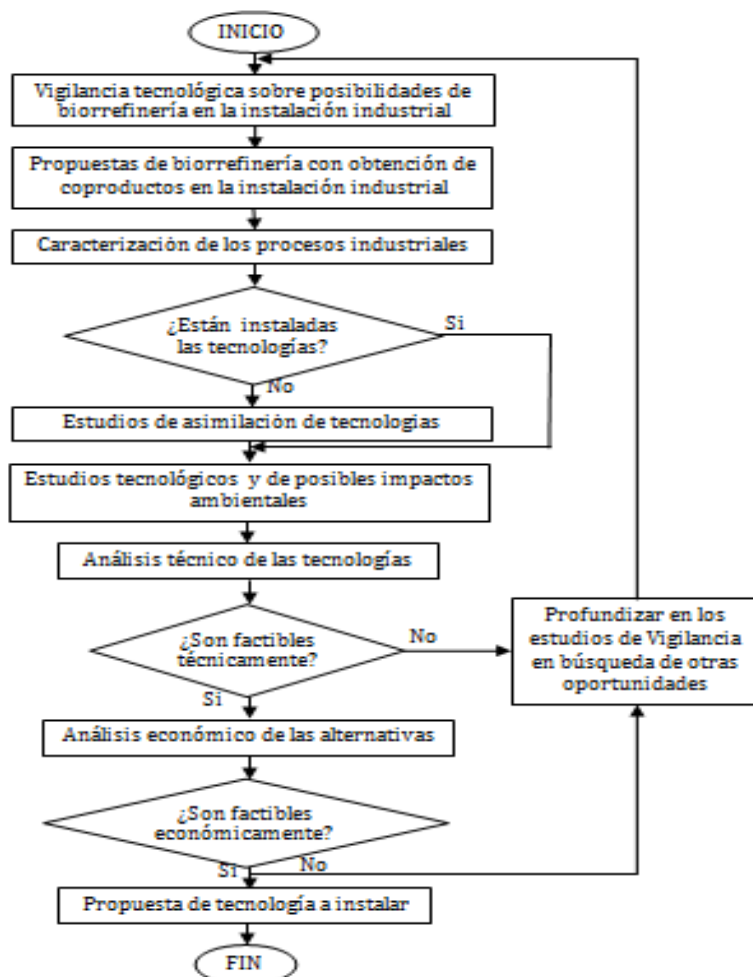 INICIO
Vigilancia tecnológica sobre posibilidades de
biorrefinería en la instalación industrial
Propuestas de biorrefinería con obtención de
coproductos en la instalación industrial
Caracterización de los procesos industriales
¿Están instaladas
las tecnologías?
Si
No
Estudios de asimilación de tecnologías
Estudios tecnológicos y de posibles impactos
ambientales
Análisis técnico de las tecnologías
¿Son factibles
técnicamente?
No
Si
Profundizar en los
estudios de Vigilancia
en búsqueda de otras
oportunidades
Análisis económico de las alternativas
¿Son factibles
económicamente?
Si
No
Propuesta de tecnología a instalar
FIN